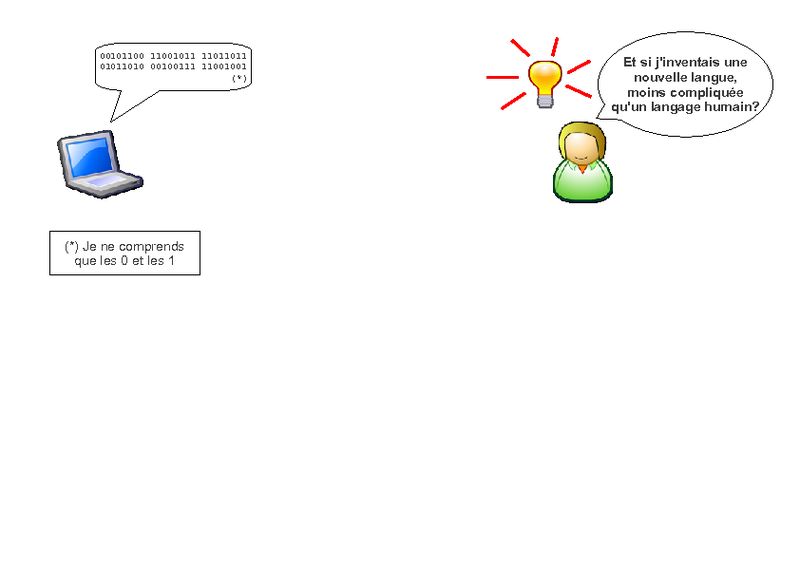 00101100 11001011 11011011
01011010 00100111 11001001
(*)
Et si j'inventais une
nouvelle langue,
moins compliquée
qu'un langage humain?
(*) Je ne comprends
que les 0 et les 1